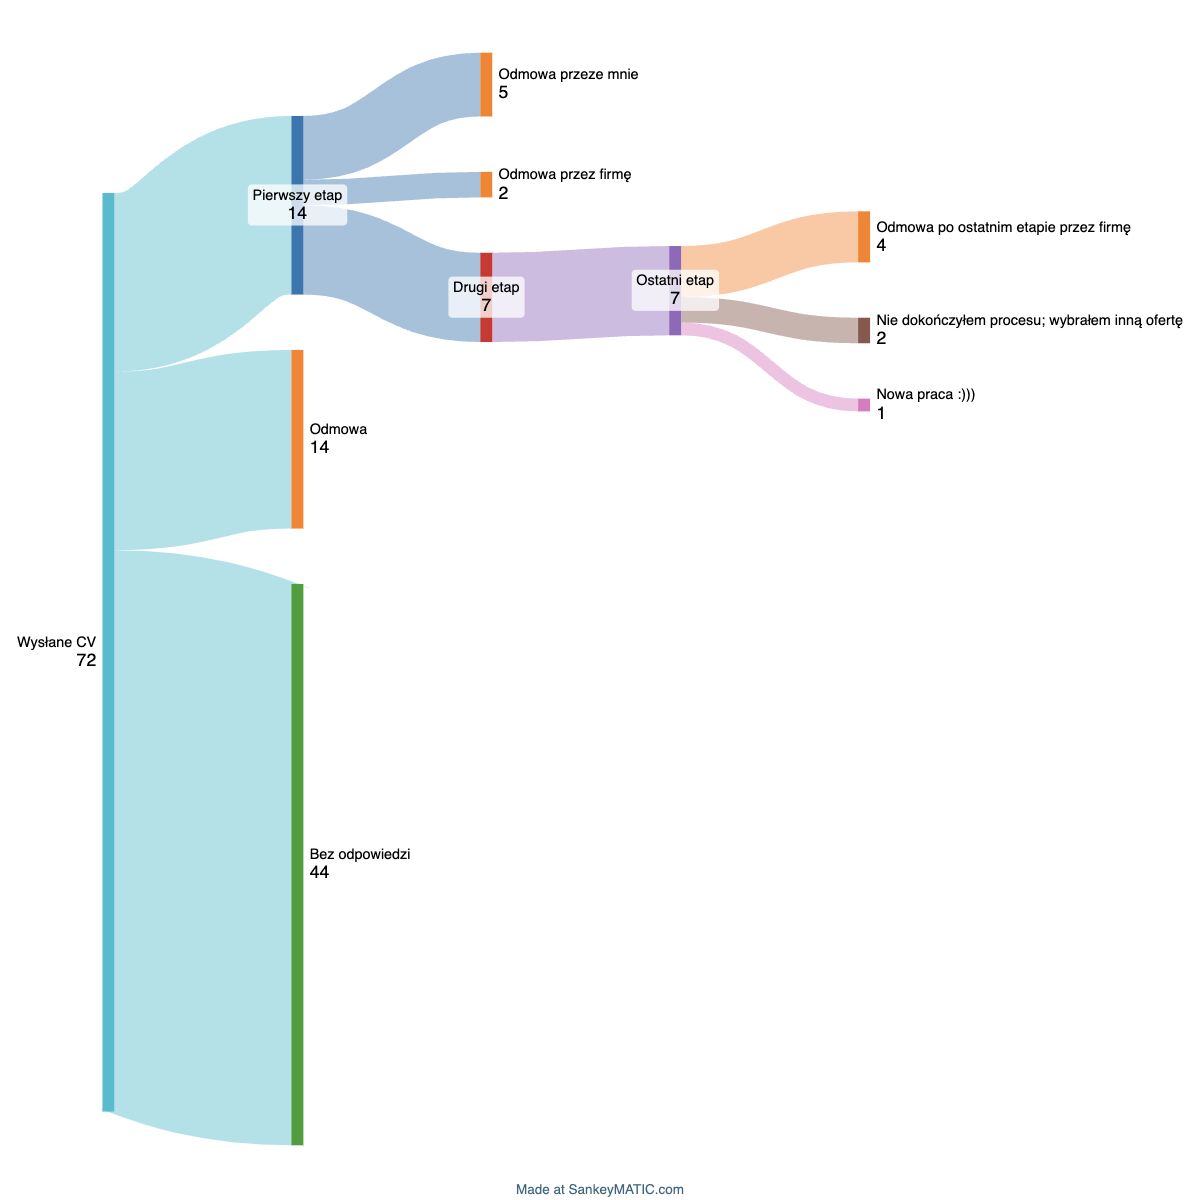 Odmowa przeze mnie
5
Odmowa przez firmę
2
Pierwszy etap
14
Odmowa po ostatnim etapie przez firmę
4
Drugi etap
7
Ostatni etap
7
Nie dokończyłem procesu; wybrałem inną ofertę
2
Nowa praca :)))
1
Odmowa
14
Wysłane CV
72
Bez odpowiedzi
44
Made at SankeyMATIC.com